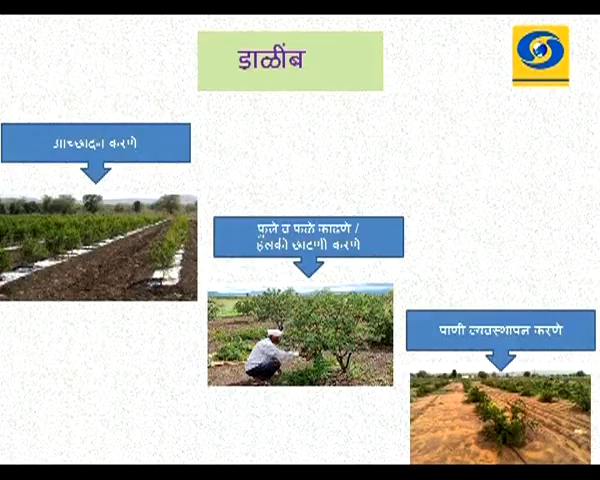 डाळींब
आच्छादन करणे
फुले व फळे काढणे /
हलकी छाटणी करणे
पाणी व्यवस्थापन करणे